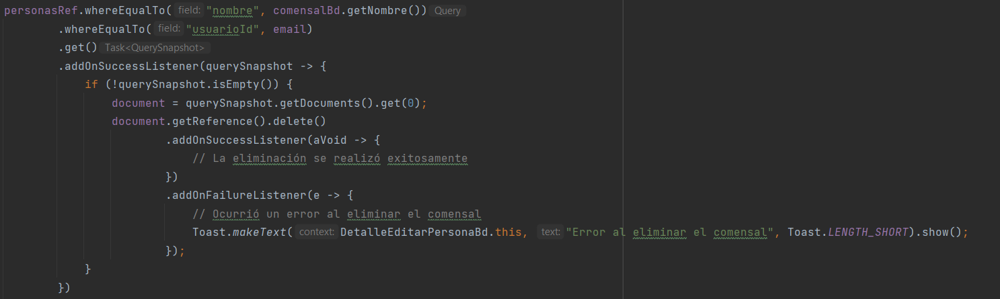 personasRef.whereEqualTo( field: "nombre", comensalBd.getNombre()) Query
.whereEqualTo( field: "usuarioId", email)
.get() Task<QuerySnapshot>
.addOnSuccessListener(querySnapshot -> {
if (!querySnapshot.isEmpty()) {
document = querySnapshot.getDocuments().get(0);
document.getReference().delete()
.addOnSuccessListener(aVoid -> {
// La eliminación se realizó exitosamente
})
.addOnFailureListener(e -> {
// Ocurrió un error al eliminar el comensal
Toast.makeText( context: DetalleEditarPersonaBd.this, text: "Error al eliminar el comensal", Toast.LENGTH_SHORT).show();
});
}
})